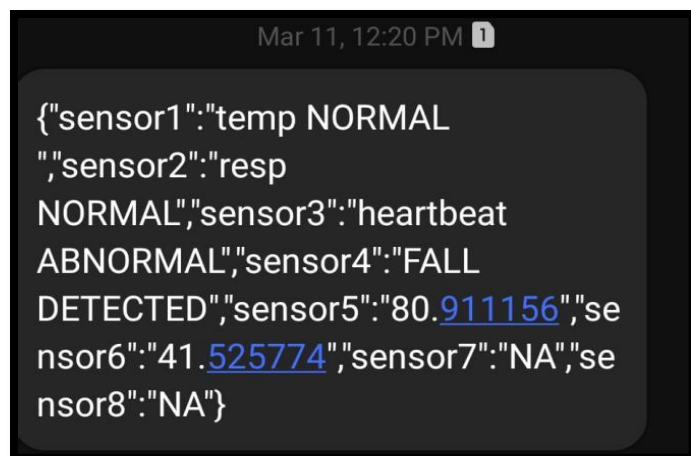 Mar 11, 12:20 PM 1
{"sensor1":"temp NORMAL
","sensor2":"resp
NORMAL","sensor3":"heartbeat
ABNORMAL","sensor4":"FALL
DETECTED","sensor5":"80.911156","se
nsor6":"41.525774","sensor7":"NA","se
nsor8":"NA"}